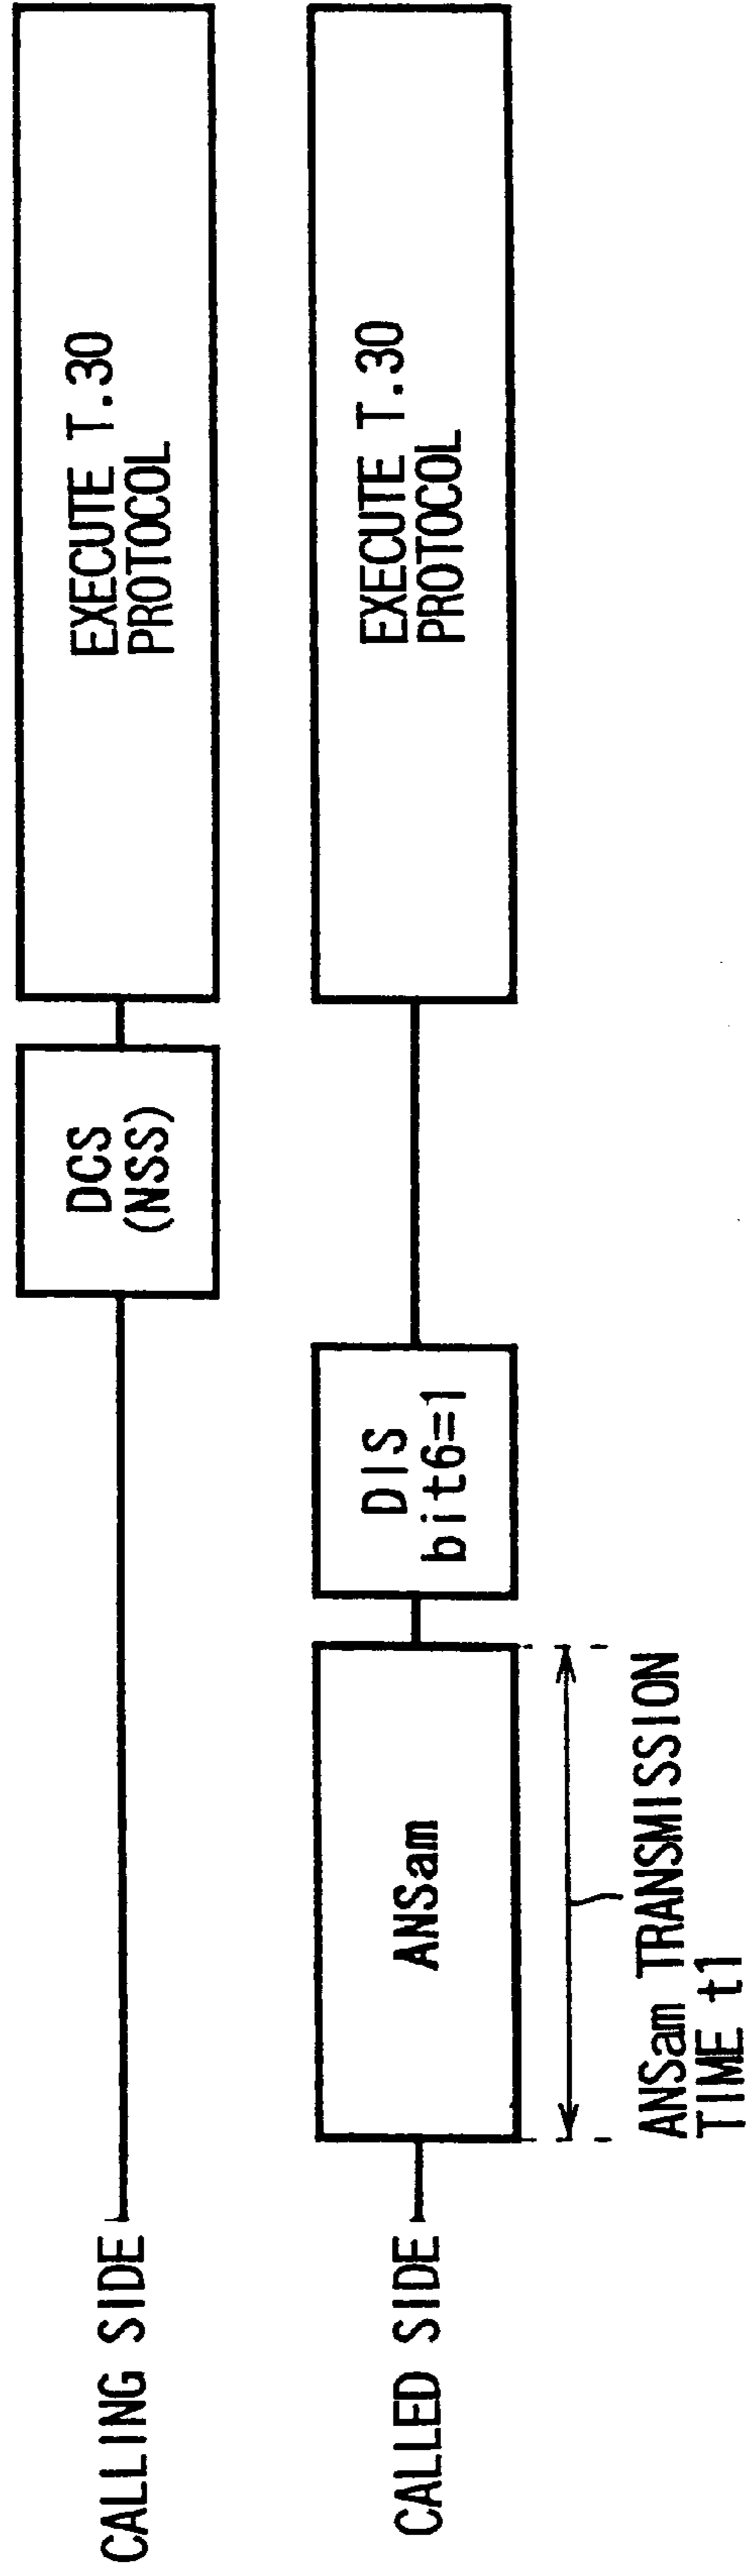 CALLING SIDE
DCS
(NSS)
EXECUTE T.30
PROTOCOL
CALLED SIDE
ANSam
DIS
bit6=1
EXECUTE T.30
PROTOCOL
ANSam TRANSMISSION
TIME t1